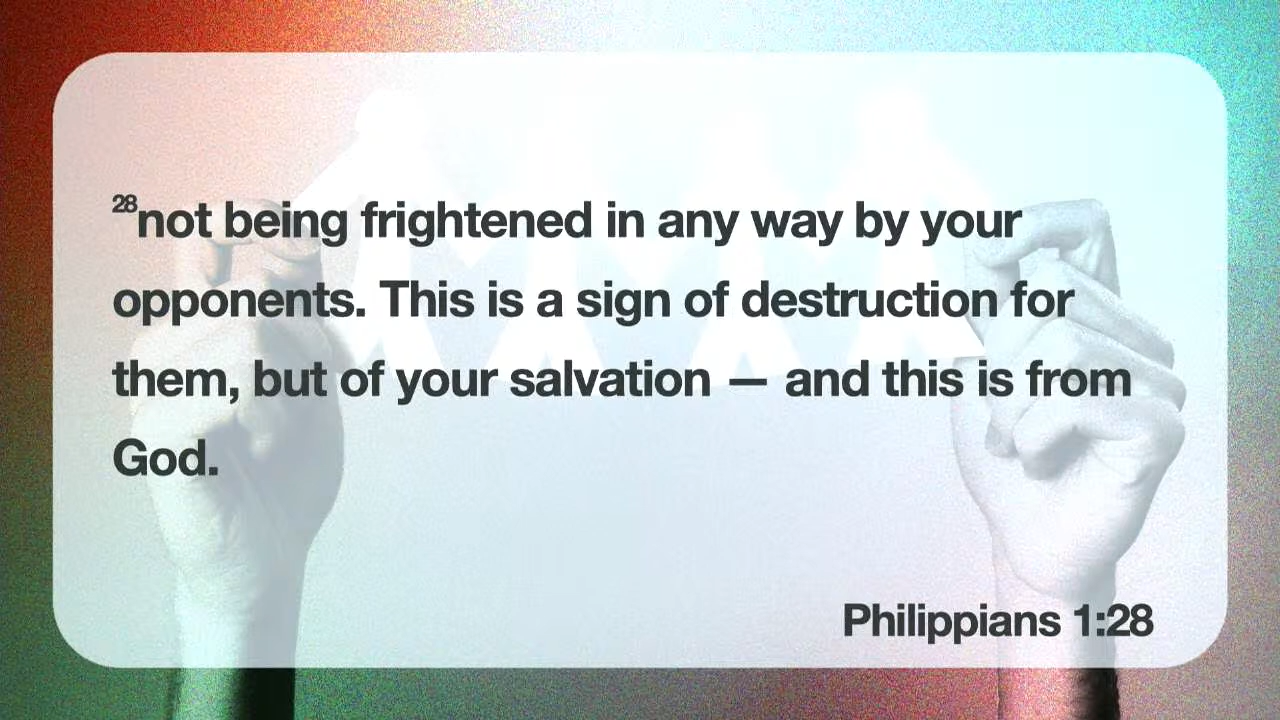 28not being frightened in any way by your
opponents. This is a sign of destruction for
them, but of your salvation — and this is from
God.
Philippians 1:28